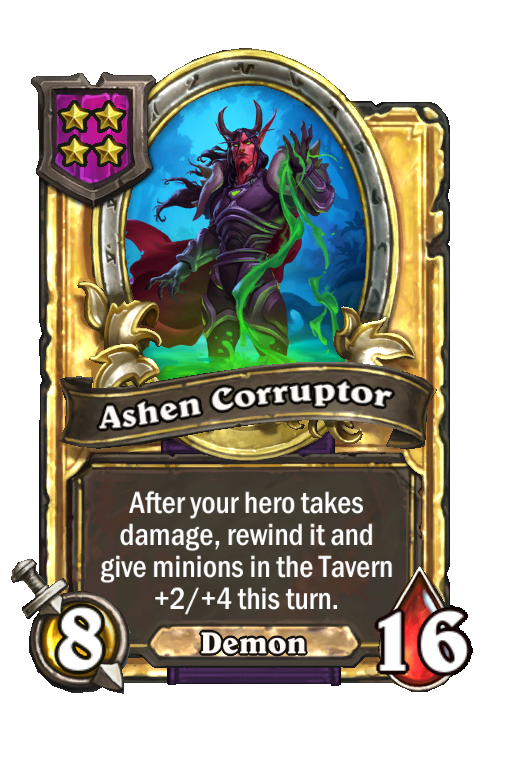 Ashen Corruptor
After your hero takes
damage, rewind it and
give minions in the Tavern
+2/+4 this turn.
8
Demon
16